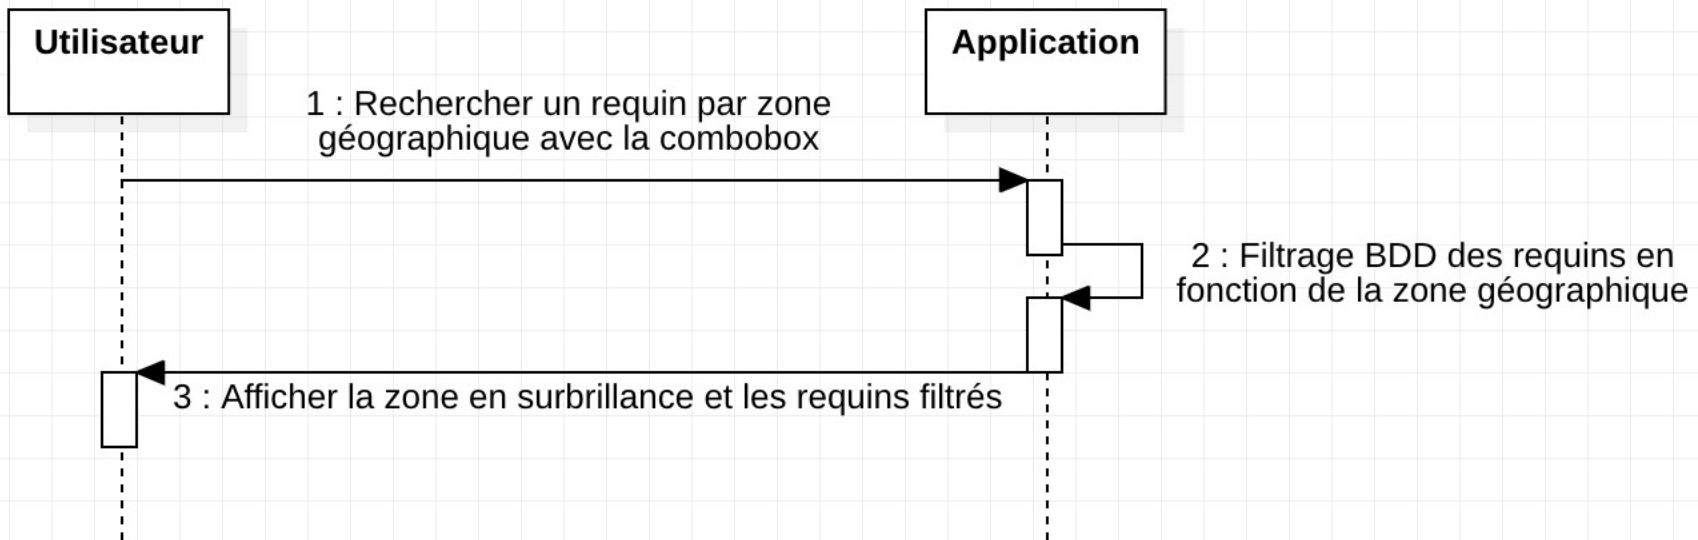 Utilisateur
Application
1 : Rechercher un requin par zone
géographique avec la combobox
2 : Filtrage BDD des requins en
fonction de la zone géographique
3 : Afficher la zone en surbrillance et les requins filtrés